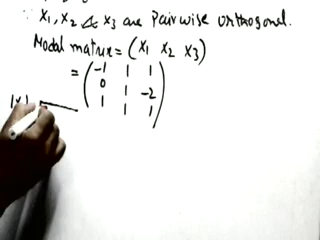 ∵ X₁, X₂ & X₃ are Pairwise Orthogonal.
Modal matrix = (X₁ X₂ X₃)
= (-1 1 1
0 1 -2
1 1 1)
|X|